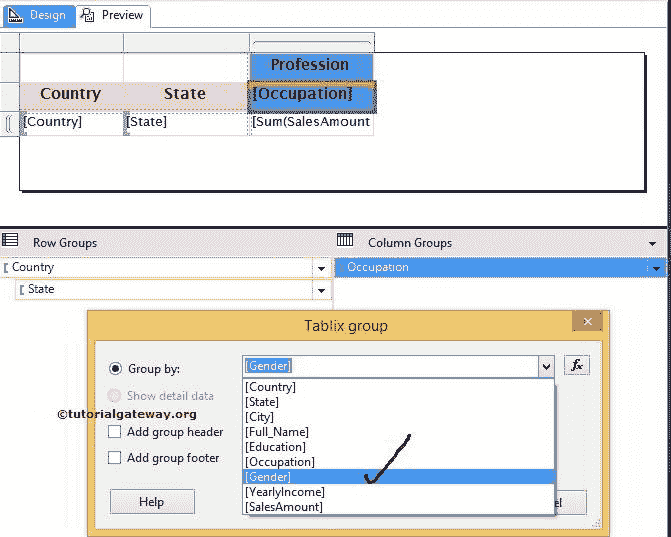 Design Preview
Profession
Country State [Occupation]
[Country] [State] [Sum(SalesAmount
Row Groups Column Groups
Country Occupation
State
Tablix group
Group by: [Gender] fx
[Country]
Show detail data [State]
©tutorialgateway.org [City]
Add group header [Full_Name]
[Education]
Add group footer [Occupation]
[Gender]
[YearlyIncome]
Help [SalesAmount] el